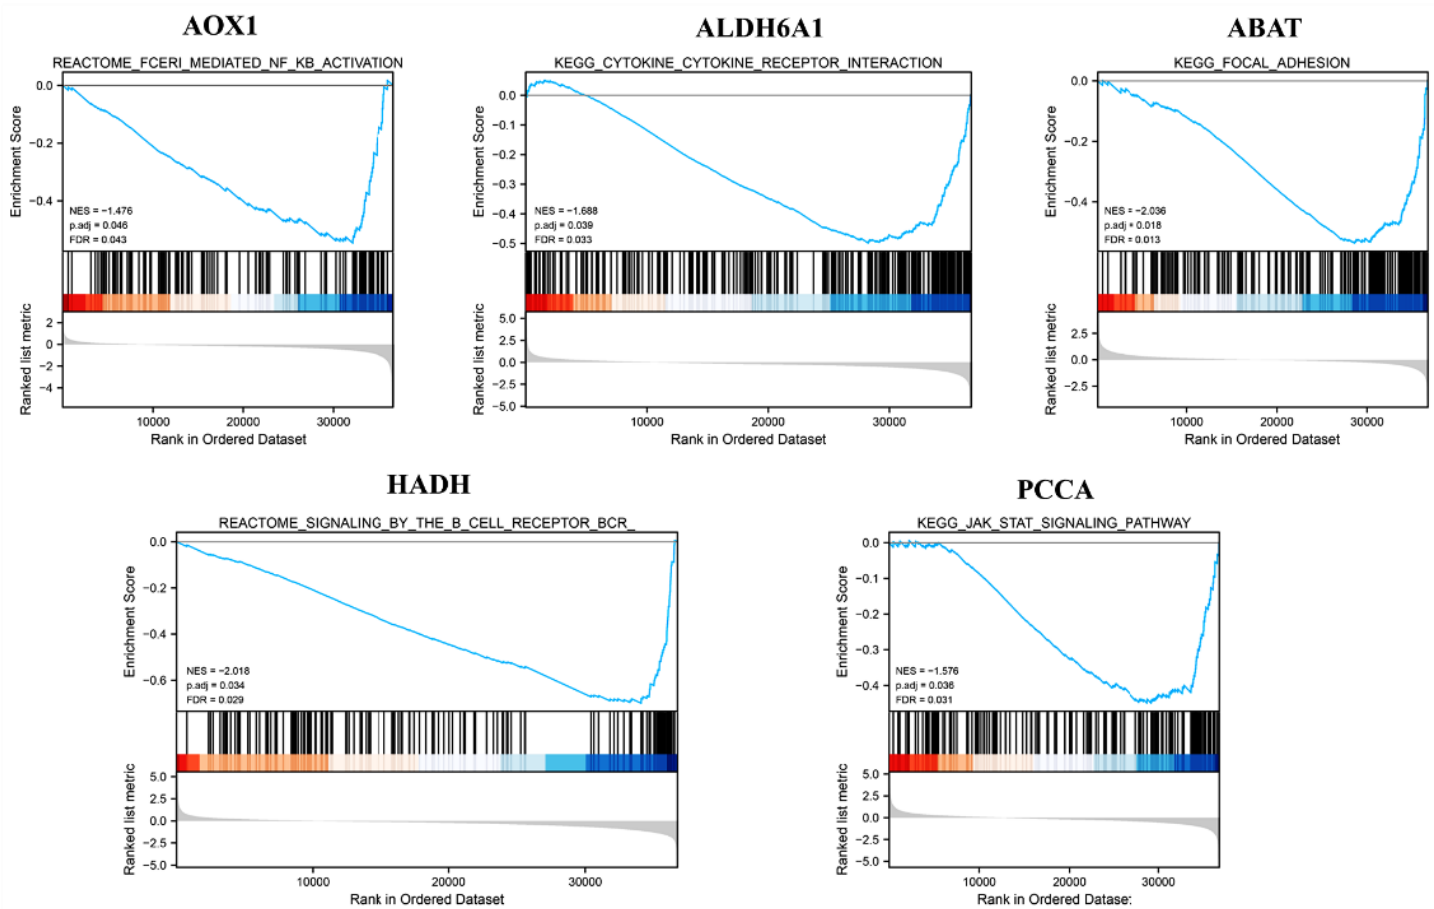 AOX1
REACTOME_FCERI_MEDIATED_NF_KB_ACTIVATION
Enrichment Score
0.0
−0.2
−0.4
NES = −1.476
p.adj = 0.046
FDR = 0.043
Ranked list metric
2
0
−2
−4
10000 20000 30000
Rank in Ordered Dataset
ALDH6A1
KEGG_CYTOKINE_CYTOKINE_RECEPTOR_INTERACTION
Enrichment Score
0.0
−0.1
−0.2
−0.3
−0.4
−0.5
NES = −1.688
p.adj = 0.039
FDR = 0.033
Ranked list metric
5.0
2.5
0.0
−2.5
−5.0
10000 20000 30000
Rank in Ordered Dataset
ABAT
KEGG_FOCAL_ADHESION
Enrichment Score
0.0
−0.2
−0.4
NES = −2.036
p.adj = 0.018
FDR = 0.013
Ranked list metric
2.5
0.0
−2.5
10000 20000 30000
Rank in Ordered Dataset
HADH
REACTOME_SIGNALING_BY_THE_B_CELL_RECEPTOR_BCR_
Enrichment Score
0.0
−0.2
−0.4
−0.6
NES = −2.018
p.adj = 0.034
FDR = 0.029
Ranked list metric
5.0
2.5
0.0
−2.5
−5.0
10000 20000 30000
Rank in Ordered Dataset
PCCA
KEGG_JAK_STAT_SIGNALING_PATHWAY
Enrichment Score
0.0
−0.1
−0.2
−0.3
−0.4
NES = −1.576
p.adj = 0.036
FDR = 0.031
Ranked list metric
5.0
2.5
0.0
−2.5
−5.0
10000 20000 30000
Rank in Ordered Dataset